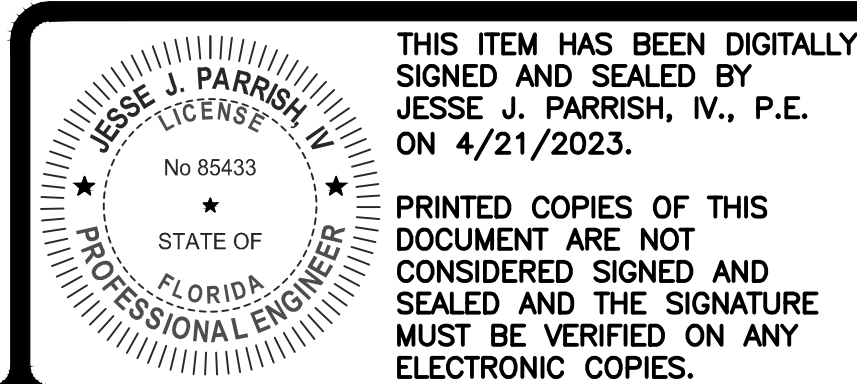 JESSE J. PARRISH, IV
LICENSE
No 85433
STATE OF
FLORIDA
PROFESSIONAL ENGINEER
THIS ITEM HAS BEEN DIGITALLY
SIGNED AND SEALED BY
JESSE J. PARRISH, IV., P.E.
ON 4/21/2023.
PRINTED COPIES OF THIS
DOCUMENT ARE NOT
CONSIDERED SIGNED AND
SEALED AND THE SIGNATURE
MUST BE VERIFIED ON ANY
ELECTRONIC COPIES.